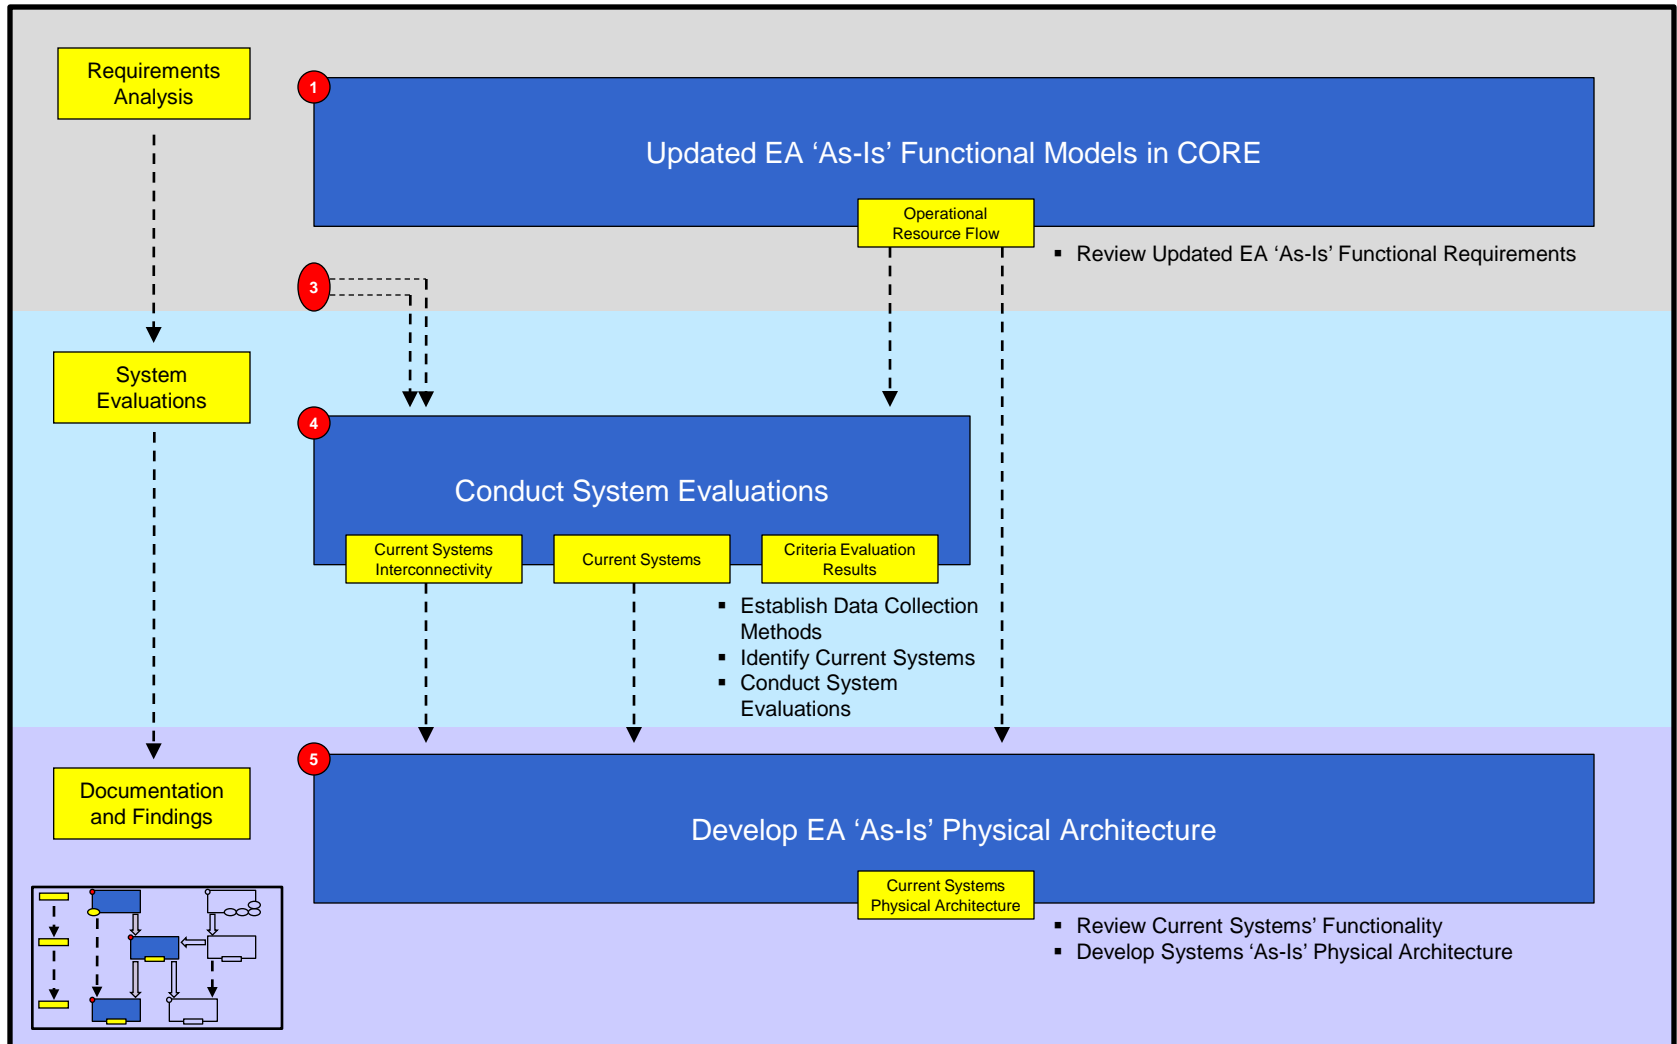 Requirements
Analysis
1
Updated EA ‘As-Is’ Functional Models in CORE
Operational
Resource Flow
▪ Review Updated EA ‘As-Is’ Functional Requirements
3
System
Evaluations
4
Conduct System Evaluations
Current Systems
Interconnectivity
Current Systems
Criteria Evaluation
Results
▪ Establish Data Collection
Methods
▪ Identify Current Systems
▪ Conduct System
Evaluations
Documentation
and Findings
5
Develop EA ‘As-Is’ Physical Architecture
Current Systems
Physical Architecture
▪ Review Current Systems’ Functionality
▪ Develop Systems ‘As-Is’ Physical Architecture